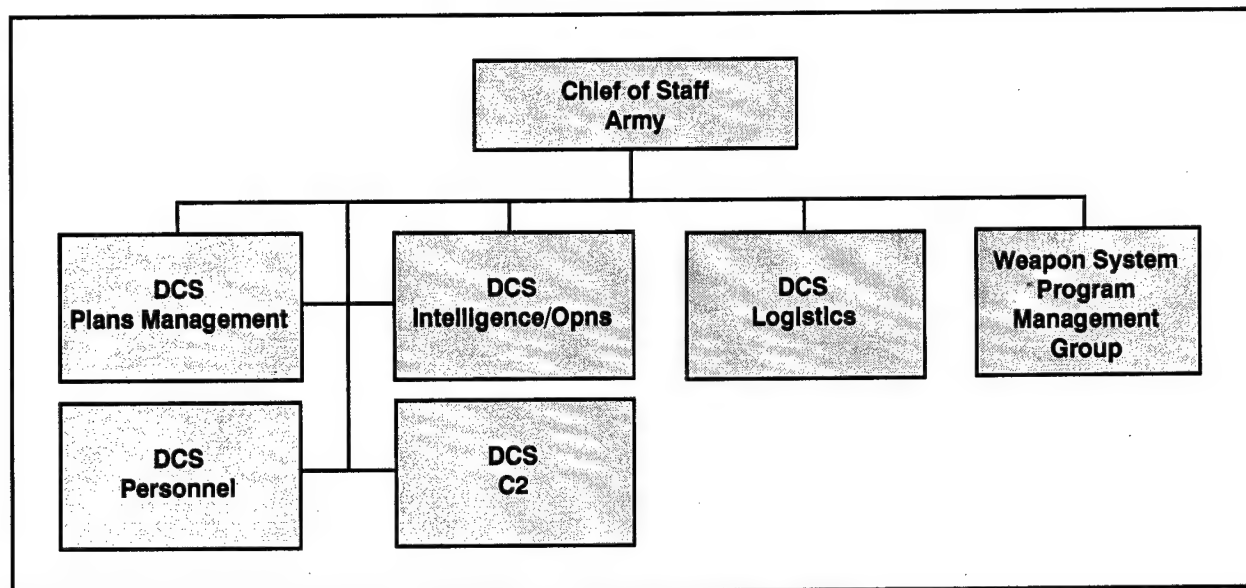 Chief of Staff
Army
DCS
Plans Management
DCS
Intelligence/Opns
DCS
Logistics
Weapon System
Program
Management
Group
DCS
Personnel
DCS
C2